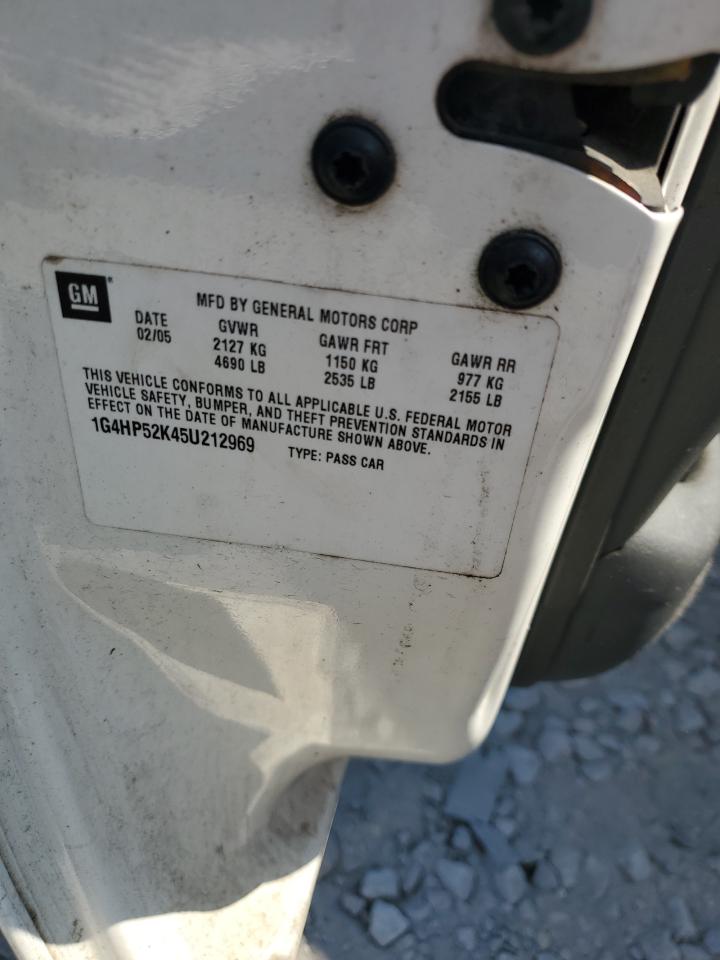 GM
MFD BY GENERAL MOTORS CORP
DATE GVWR GAWR FRT GAWR RR
02/05 2127 KG 1150 KG 977 KG
4690 LB 2535 LB 2155 LB
THIS VEHICLE CONFORMS TO ALL APPLICABLE U.S. FEDERAL MOTOR
VEHICLE SAFETY, BUMPER, AND THEFT PREVENTION STANDARDS IN
EFFECT ON THE DATE OF MANUFACTURE SHOWN ABOVE.
1G4HP52K45U212969 TYPE: PASS CAR